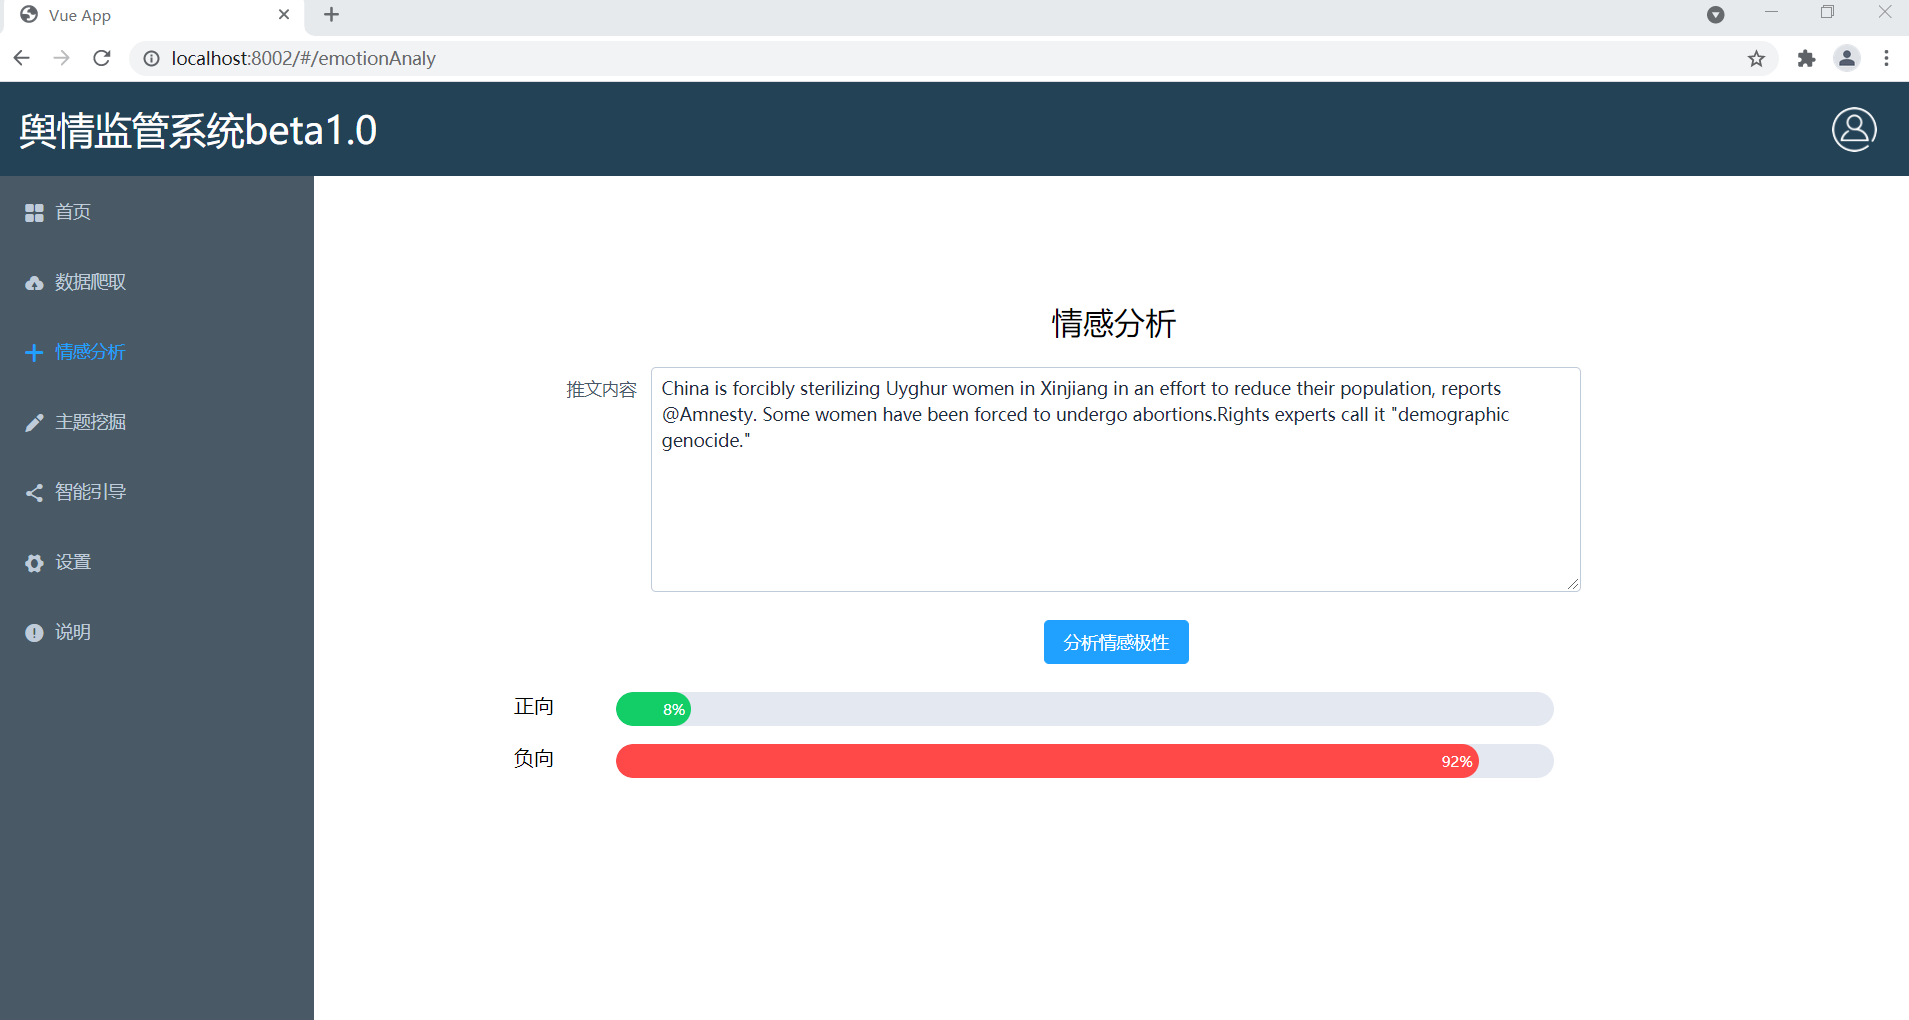 Vue App
localhost:8002/#/emotionAnaly
舆情监管系统beta1.0
首页
数据爬取
情感分析
主题挖掘
智能引导
设置
说明
情感分析
推文内容
China is forcibly sterilizing Uyghur women in Xinjiang in an effort to reduce their population, reports
@Amnesty. Some women have been forced to undergo abortions.Rights experts call it "demographic
genocide."
分析情感极性
正向 8%
负向 92%